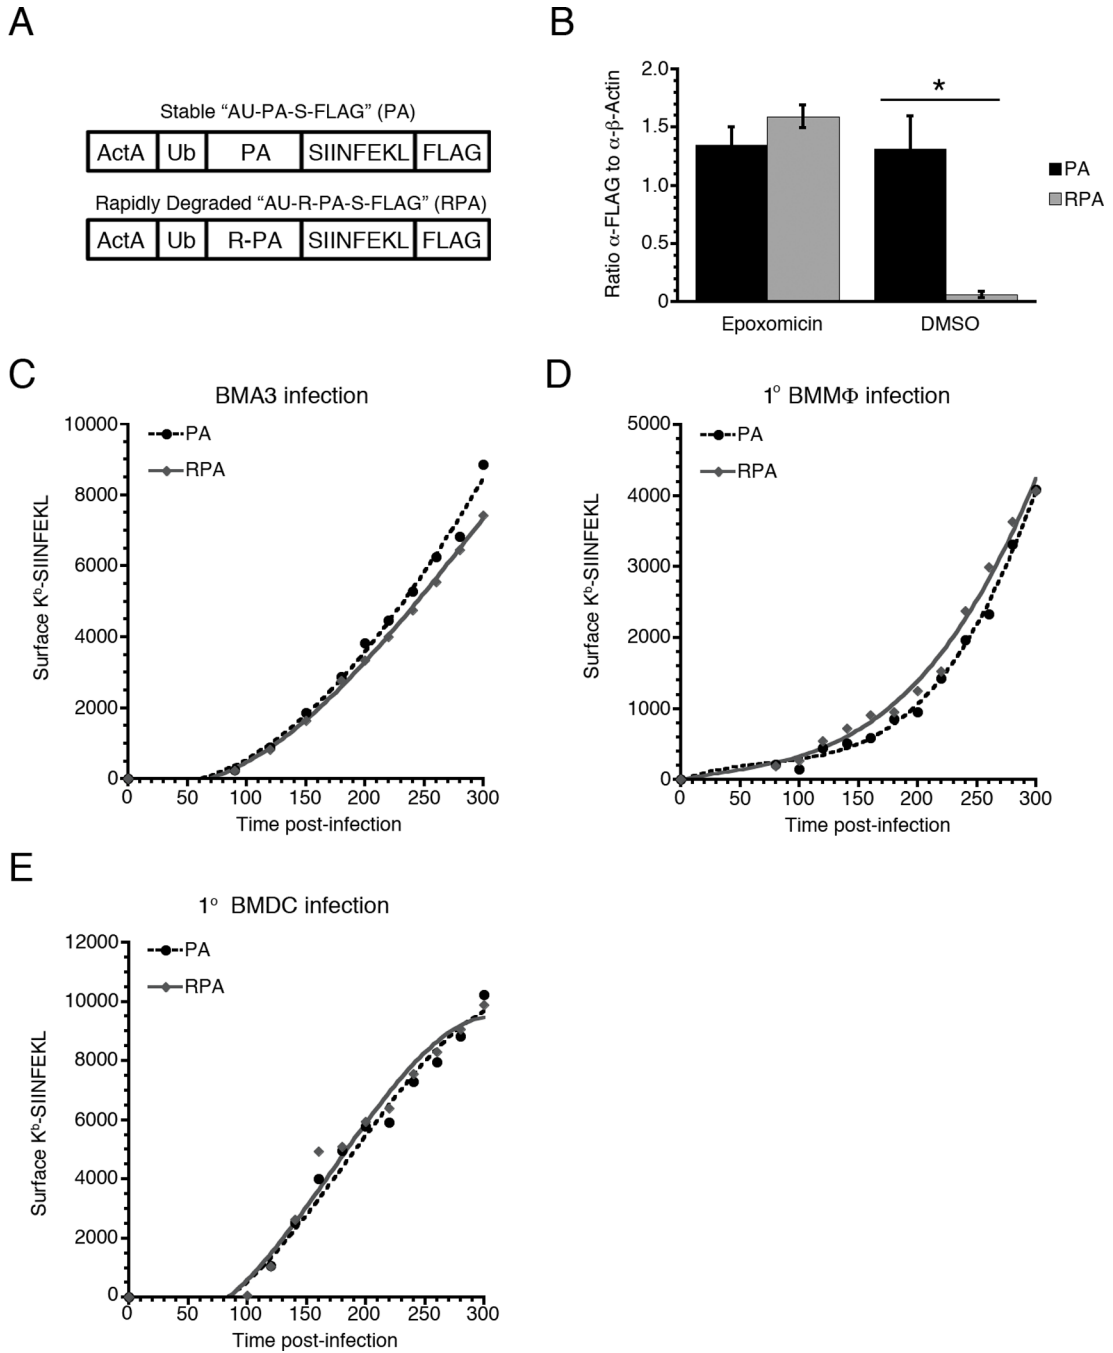 A
Stable “AU-PA-S-FLAG” (PA)
ActA Ub PA SIINFEKL FLAG
Rapidly Degraded “AU-R-PA-S-FLAG” (RPA)
ActA Ub R-PA SIINFEKL FLAG
B
Ratio α-FLAG to α-β-Actin
2.0
1.5
1.0
0.5
0
*
Epoxomicin DMSO
PA
RPA
C
BMA3 infection
PA
RPA
Surface Kᵇ-SIINFEKL
10000
8000
6000
4000
2000
0
0 50 100 150 200 250 300
Time post-infection
D
1° BMMΦ infection
PA
RPA
Surface Kᵇ-SIINFEKL
5000
4000
3000
2000
1000
0
0 50 100 150 200 250 300
Time post-infection
E
1° BMDC infection
PA
RPA
Surface Kᵇ-SIINFEKL
12000
10000
8000
6000
4000
2000
0
0 50 100 150 200 250 300
Time post-infection